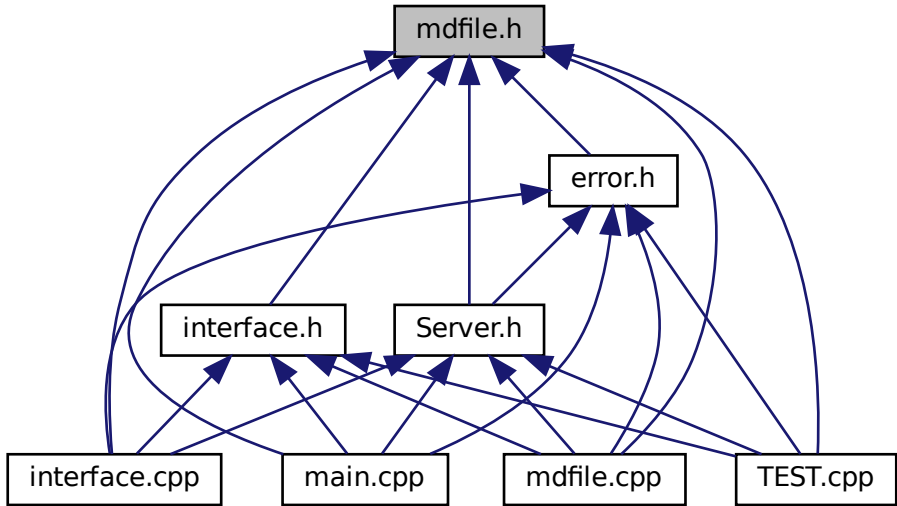 mdfile.h
error.h
interface.h
Server.h
interface.cpp
main.cpp
mdfile.cpp
TEST.cpp